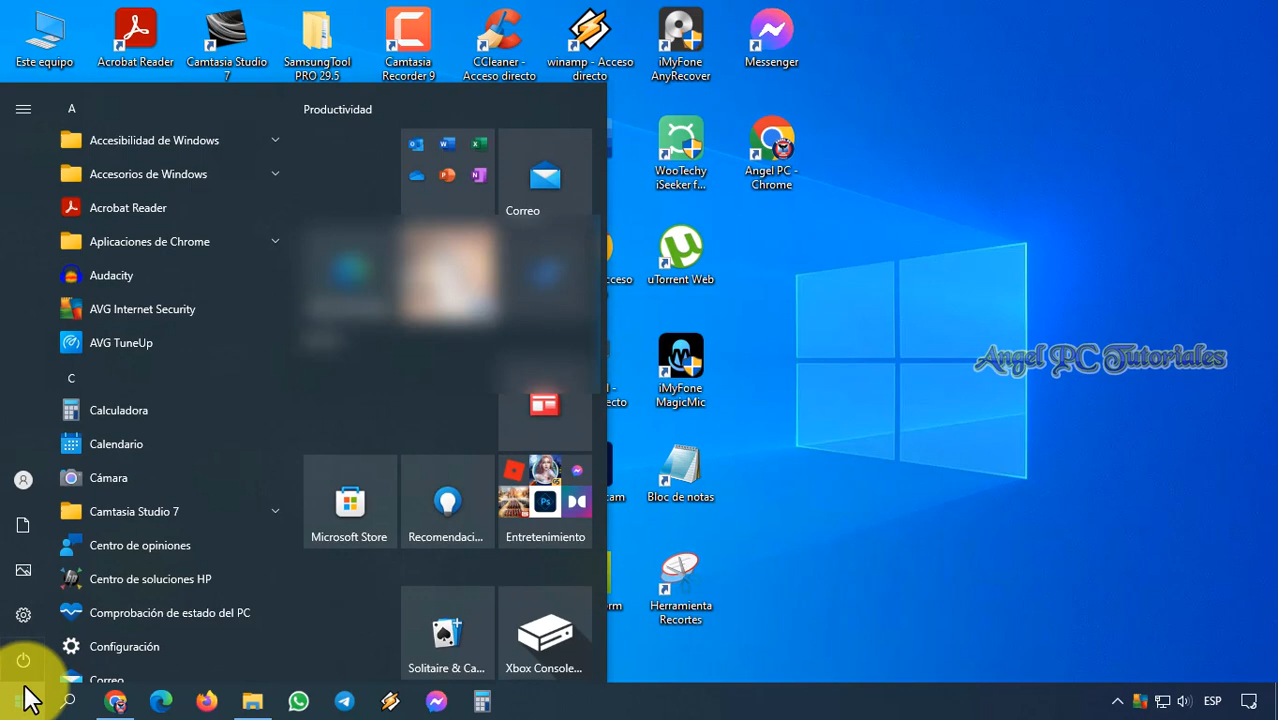 Este equipo
Acrobat Reader
Camtasia Studio
7
SamsungTool
PRO 29.5
Camtasia
Recorder 9
CCleaner -
Acceso directo
winamp - Acceso
directo
iMyFone
AnyRecover
Messenger
A
Accesibilidad de Windows
Accesorios de Windows
Acrobat Reader
Aplicaciones de Chrome
Audacity
AVG Internet Security
AVG TuneUp
C
Calculadora
Calendario
Cámara
Camtasia Studio 7
Centro de opiniones
Centro de soluciones HP
Comprobación de estado del PC
Configuración
Correo
Productividad
Correo
Microsoft Store
Recomendaci...
Entretenimiento
Solitaire & Ca...
Xbox Console...
WooTechy
iSeeker f...
Angel PC -
Chrome
uTorrent Web
iMyFone
MagicMic
Bloc de notas
Herramienta
Recortes
Angel PC Tutoriales
ESP